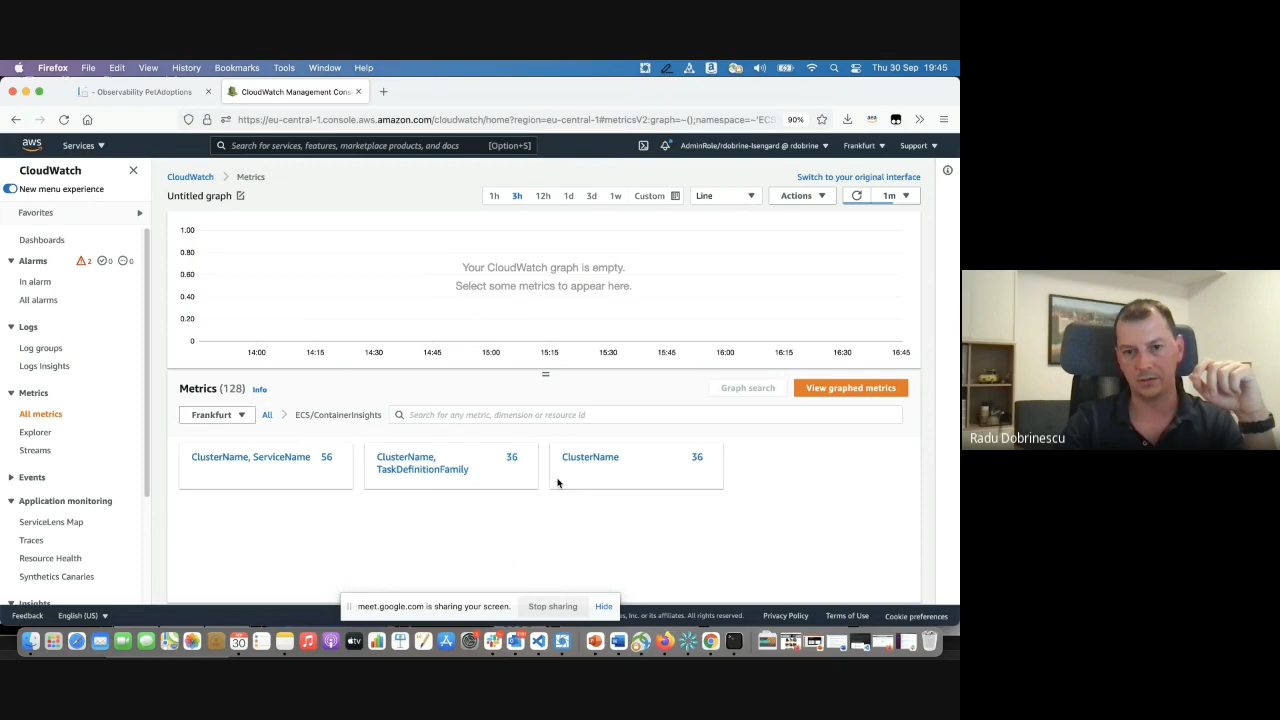 Firefox File Edit View History Bookmarks Tools Window Help Thu 30 Sep 19:45
- Observability PetAdoptions × CloudWatch Management Cons × +
https://eu-central-1.console.aws.amazon.com/cloudwatch/home?region=eu-central-1#metricsV2:graph=~();namespace=~'ECS 90%
aws Services Search for services, features, marketplace products, and docs [Option+S] AdminRole/rdobrine-Isengard @ rdobrine Frankfurt Support
CloudWatch
New menu experience
Favorites
Dashboards
Alarms 2 0 0
In alarm
All alarms
Logs
Log groups
Logs Insights
Metrics
All metrics
Explorer
Streams
Events
Application monitoring
ServiceLens Map
Traces
Resource Health
Synthetics Canaries
Insights
CloudWatch > Metrics
Switch to your original interface
Untitled graph 1h 3h 12h 1d 3d 1w Custom Line Actions 1m
1.00
0.80
0.60
0.40
0.20
0
Your CloudWatch graph is empty.
Select some metrics to appear here.
14:00 14:15 14:30 14:45 15:00 15:15 15:30 15:45 16:00 16:15 16:30 16:45
Metrics (128) Info Graph search View graphed metrics
Frankfurt All > ECS/ContainerInsights Search for any metric, dimension or resource id
ClusterName, ServiceName 56
ClusterName, TaskDefinitionFamily 36
ClusterName 36
meet.google.com is sharing your screen. Stop sharing Hide
Feedback English (US) Inc. or its affiliates. All rights reserved. Privacy Policy Terms of Use Cookie preferences
Radu Dobrinescu